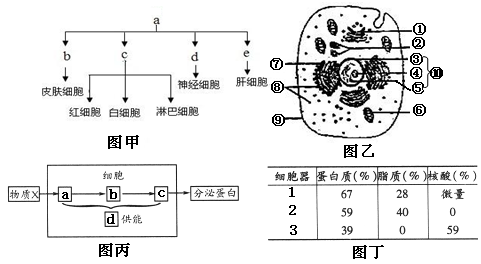 a
b c d e
皮肤细胞 神经细胞 肝细胞
红细胞 白细胞 淋巴细胞
图甲
①
②
③
④
⑤
⑥
⑦
⑧
⑨
⑩
图乙
细胞
物质X a b c 分泌蛋白
d 供能
图丙
细胞器 蛋白质(%) 脂质(%) 核酸(%)
1 67 28 微量
2 59 40 0
3 39 0 59
图丁